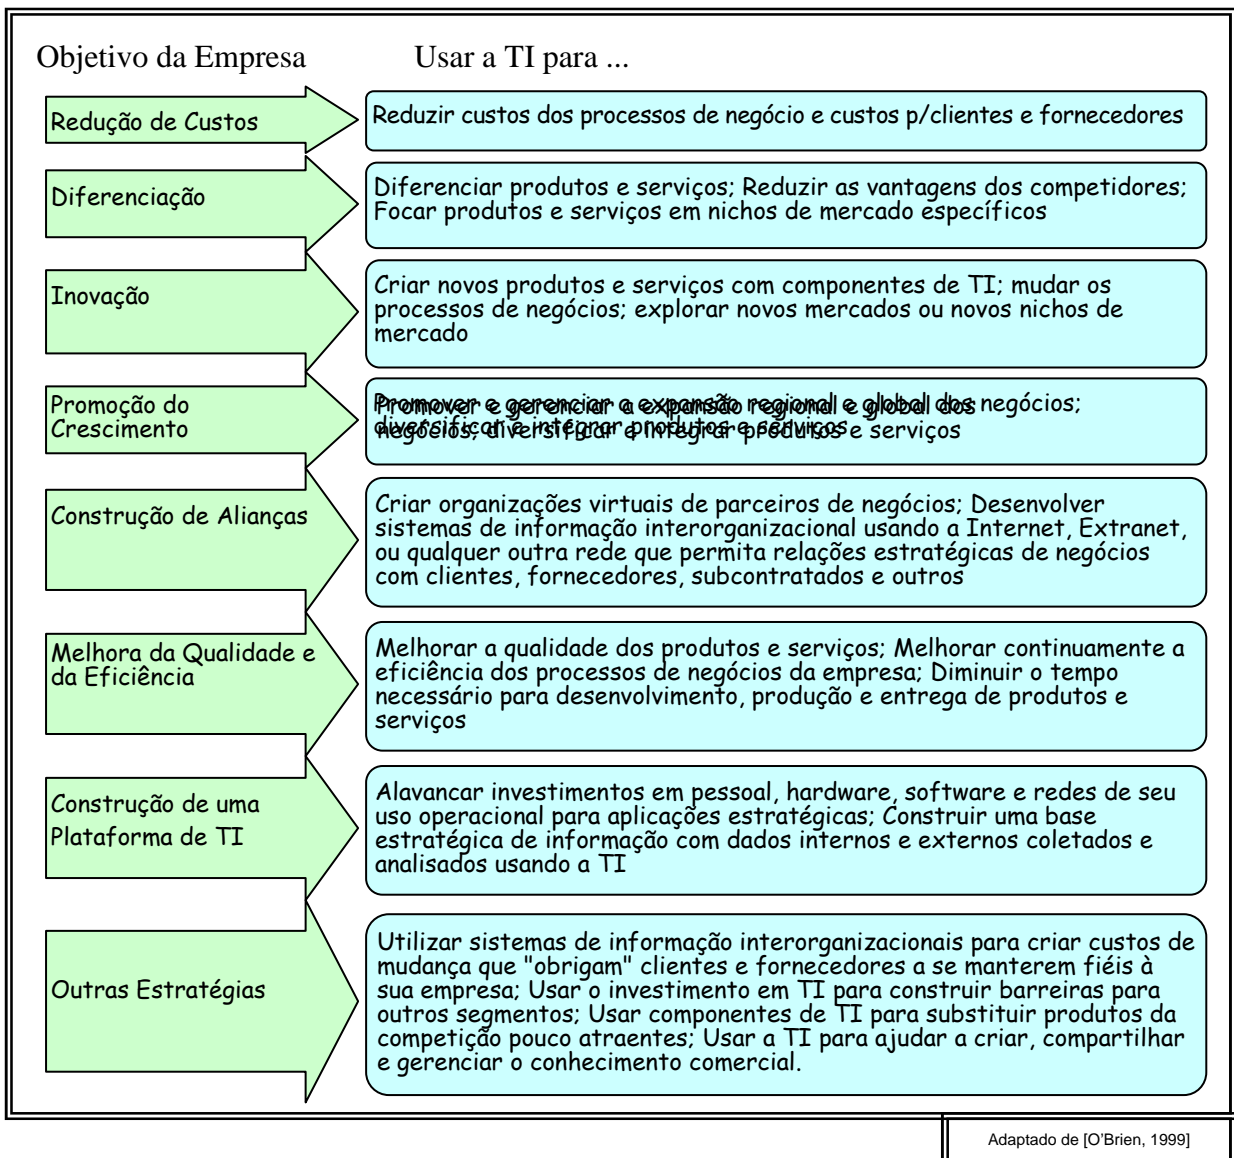 Objetivo da Empresa
Usar a TI para ...
Redução de Custos
Reduzir custos dos processos de negócio e custos p/clientes e fornecedores
Diferenciação
Diferenciar produtos e serviços; Reduzir as vantagens dos competidores;
Focar produtos e serviços em nichos de mercado específicos
Inovação
Criar novos produtos e serviços com componentes de TI; mudar os
processos de negócios; explorar novos mercados ou novos nichos de
mercado
Promoção do
Crescimento
Promover e gerenciar a expansão regional e global dos negócios;
diversificar e integrar produtos e serviços
Promover e gerenciar a expansão regional e global dos
negócios; diversificar e integrar produtos e serviços
Construção de Alianças
Criar organizações virtuais de parceiros de negócios; Desenvolver
sistemas de informação interorganizacional usando a Internet, Extranet,
ou qualquer outra rede que permita relações estratégicas de negócios
com clientes, fornecedores, subcontratados e outros
Melhora da Qualidade e
da Eficiência
Melhorar a qualidade dos produtos e serviços; Melhorar continuamente a
eficiência dos processos de negócios da empresa; Diminuir o tempo
necessário para desenvolvimento, produção e entrega de produtos e
serviços
Construção de uma
Plataforma de TI
Alavancar investimentos em pessoal, hardware, software e redes de seu
uso operacional para aplicações estratégicas; Construir uma base
estratégica de informação com dados internos e externos coletados e
analisados usando a TI
Outras Estratégias
Utilizar sistemas de informação interorganizacionais para criar custos de
mudança que "obrigam" clientes e fornecedores a se manterem fiéis à
sua empresa; Usar o investimento em TI para construir barreiras para
outros segmentos; Usar componentes de TI para substituir produtos da
competição pouco atraentes; Usar a TI para ajudar a criar, compartilhar
e gerenciar o conhecimento comercial.
Adaptado de [O'Brien, 1999]